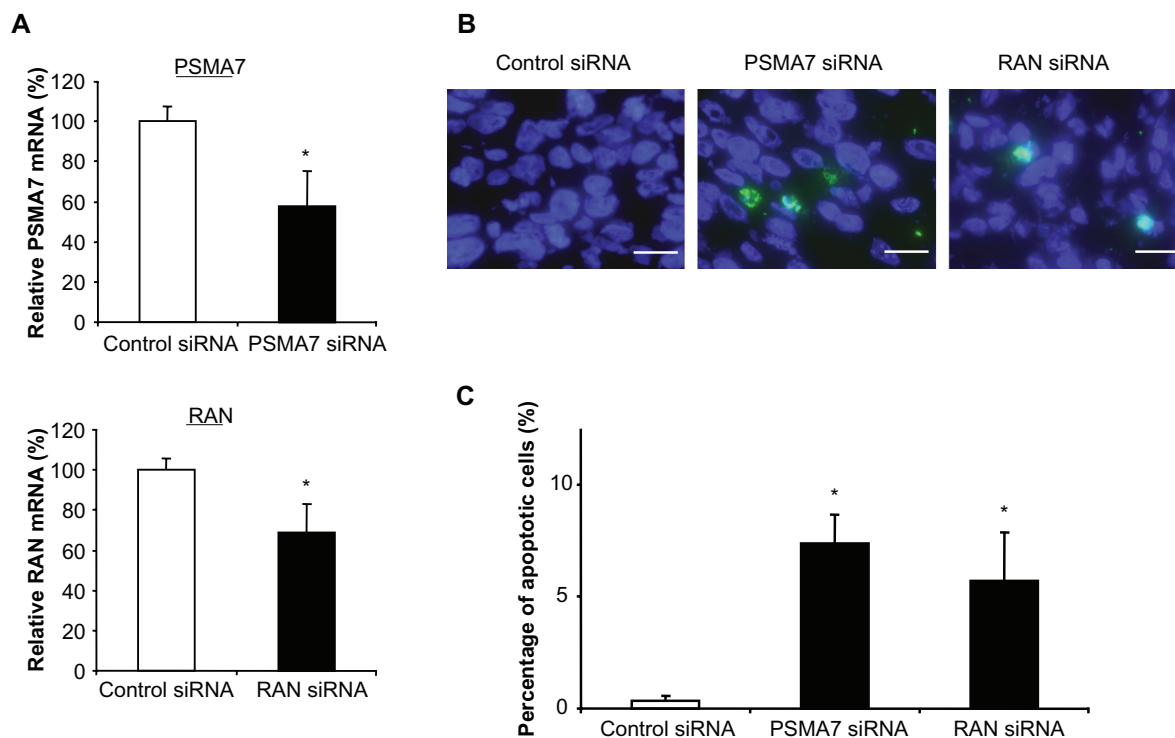 A
PSMA7
Relative PSMA7 mRNA (%)
120
100
80
60
40
20
0
Control siRNA PSMA7 siRNA
RAN
Relative RAN mRNA (%)
120
100
80
60
40
20
0
Control siRNA RAN siRNA
*
*
B
Control siRNA PSMA7 siRNA RAN siRNA
C
Percentage of apoptotic cells (%)
10
5
0
*
*
Control siRNA PSMA7 siRNA RAN siRNA